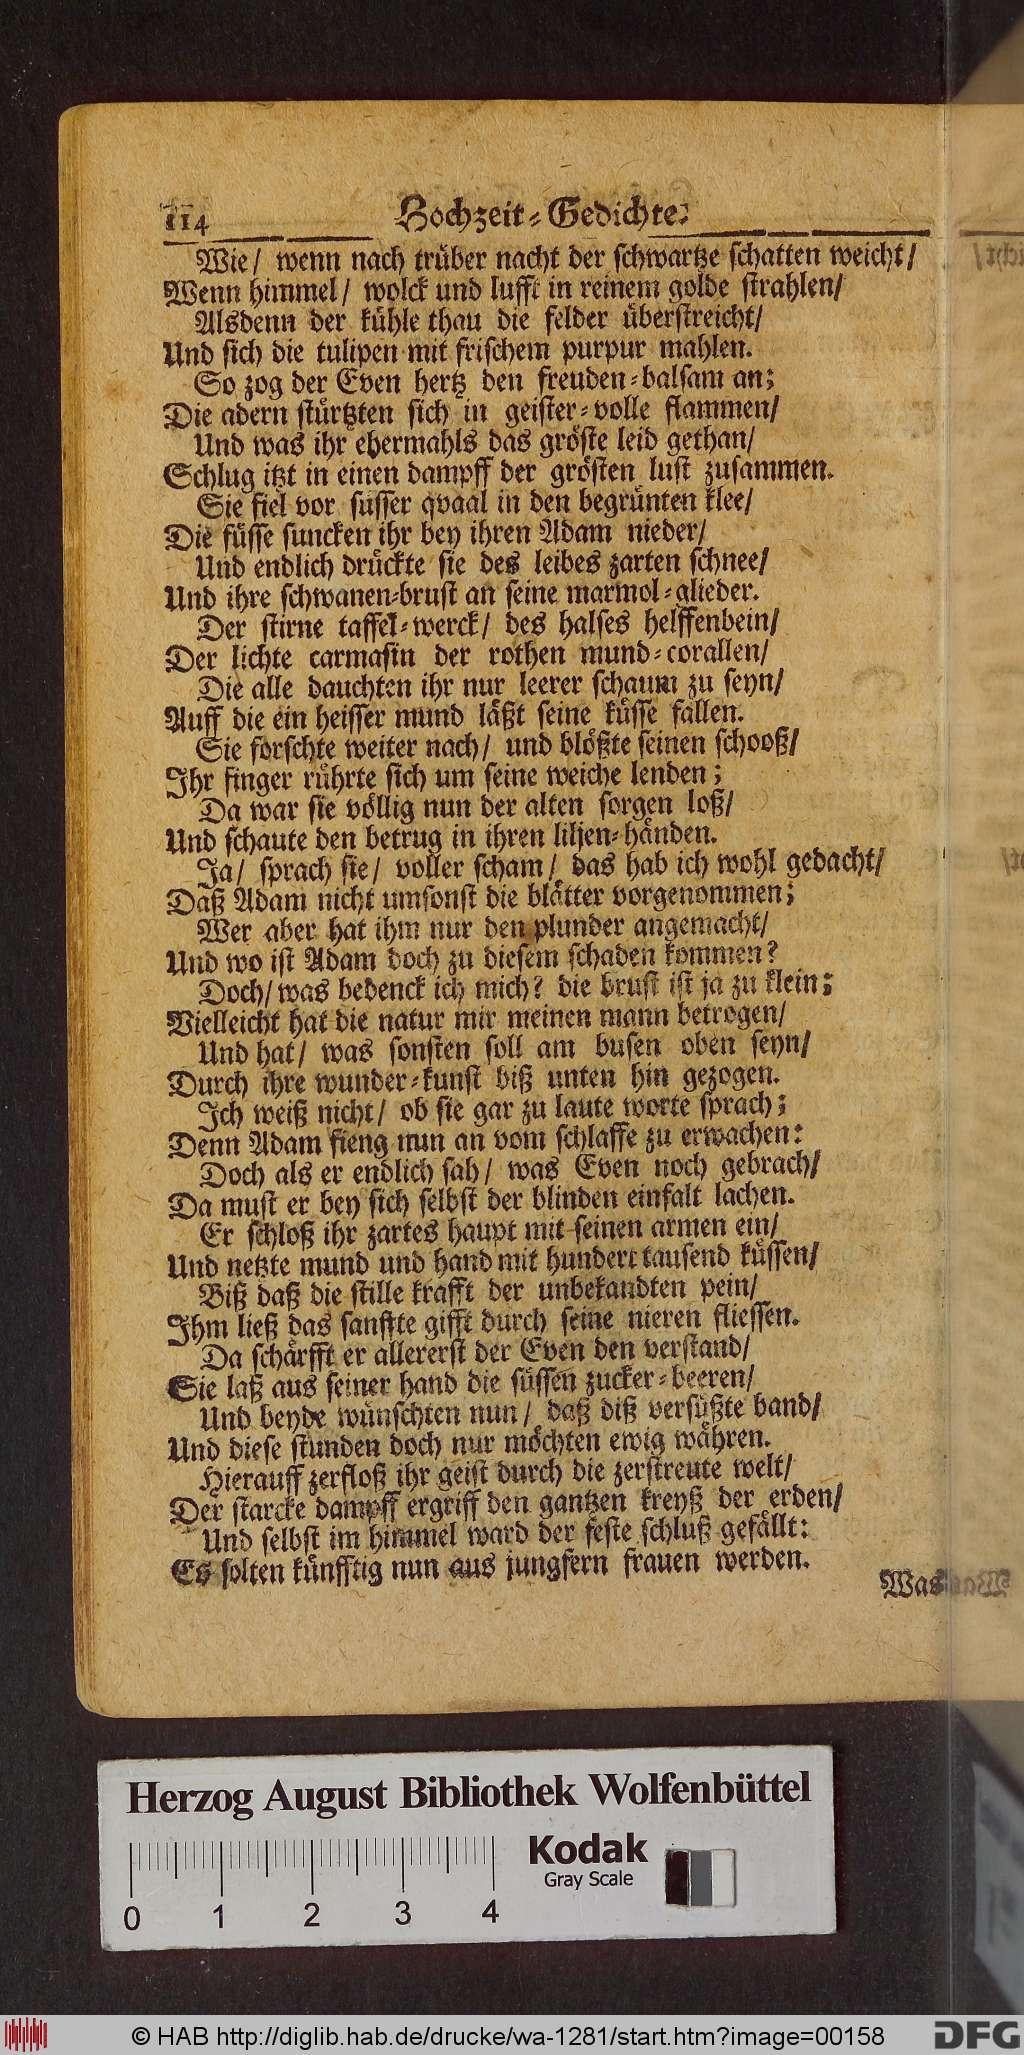 114 Hochzeit-Gedichte.
Wie/ wenn nach trüber nacht der schwartze schatten weicht/
Wenn himmel/ wolck und lufft in reinem golde strahlen/
Alsdenn der kühle thau die felder überstreicht/
Und sich die tulipen mit frischem purpur mahlen.
So zog der Even hertz den freuden-balsam an;
Die adern stürtzten sich in geister-volle flammen/
Und was ihr ehermahls das gröste leid gethan/
Schlug itzt in einen dampff der grösten lust zusammen.
Sie fiel vor süsser qvaal in den begrünten klee/
Die füsse suncken ihr bey ihren Adam nieder/
Und endlich drückte sie des leibes zarten schnee/
Und ihre schwanen-brust an seine marmol-glieder.
Der stirne taffel-werck/ des halses helffenbein/
Der lichte carmasin der rothen mund-corallen/
Die alle dauchten ihr nur leerer schaum zu seyn/
Auff die ein heisser mund läßt seine küsse fallen.
Sie forschte weiter nach/ und blößte seinen schooß/
Ihr finger rührte sich um seine weiche lenden;
Da war sie völlig nun der alten sorgen loß/
Und schaute den betrug in ihren liljen-händen.
Ja/ sprach sie/ voller scham/ das hab ich wohl gedacht/
Daß Adam nicht umsonst die blätter vorgenommen;
Wer aber hat ihm nur den plunder angemacht/
Und wo ist Adam doch zu diesem schaden kommen?
Doch/ was bedenck ich mich? die brust ist ja zu klein;
Vielleicht hat die natur mir meinen mann betrogen/
Und hat/ was sonsten soll am busen oben seyn/
Durch ihre wunder-kunst biß unten hin gezogen.
Ich weiß nicht/ ob sie gar zu laute worte sprach;
Denn Adam fieng nun an vom schlaffe zu erwachen:
Doch als er endlich sah/ was Even noch gebrach/
Da must er bey sich selbst der blinden einfalt lachen.
Er schloß ihr zartes haupt mit seinen armen ein/
Und netzte mund und hand mit hundert tausend küssen/
Biß daß die stille krafft der unbekandten pein/
Ihm ließ das sanffte gifft durch seine nieren fliessen.
Da schärfft er allererst der Even den verstand/
Sie laß aus seiner hand die süssen zucker-beeren/
Und beyde wünschten nun/ daß diß versüßte band/
Und diese stunden doch nur möchten ewig währen.
Hierauff zerfloß ihr geist durch die zerstreute welt/
Der starcke dampff ergriff den gantzen kreyß der erden/
Und selbst im himmel ward der feste schluß gefällt:
Es solten künfftig nun aus jungfern frauen werden.
Was
Herzog August Bibliothek Wolfenbüttel
Kodak
Gray Scale
0 1 2 3 4
© HAB http://diglib.hab.de/drucke/wa-1281/start.htm?image=00158
DFG